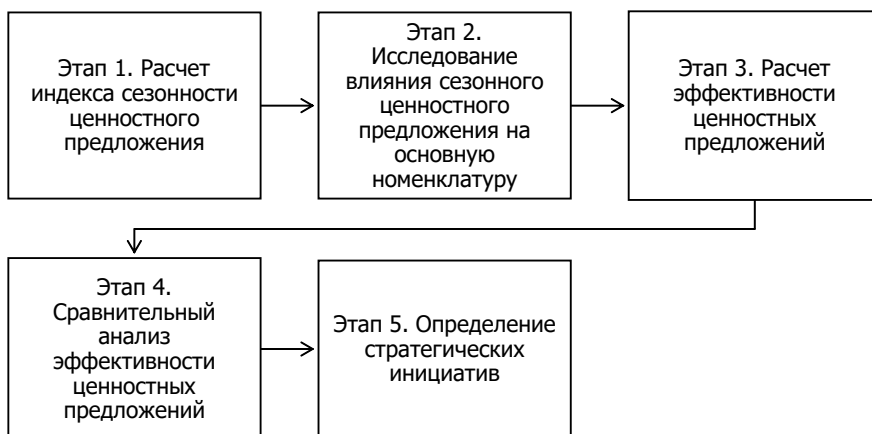 Этап 1. Расчет
индекса сезонности
ценностного
предложения
Этап 2.
Исследование
влияния сезонного
ценностного
предложения на
основную
номенклатуру
Этап 3. Расчет
эффективности
ценностных
предложений
Этап 4.
Сравнительный
анализ
эффективности
ценностных
предложений
Этап 5. Определение
стратегических
инициатив